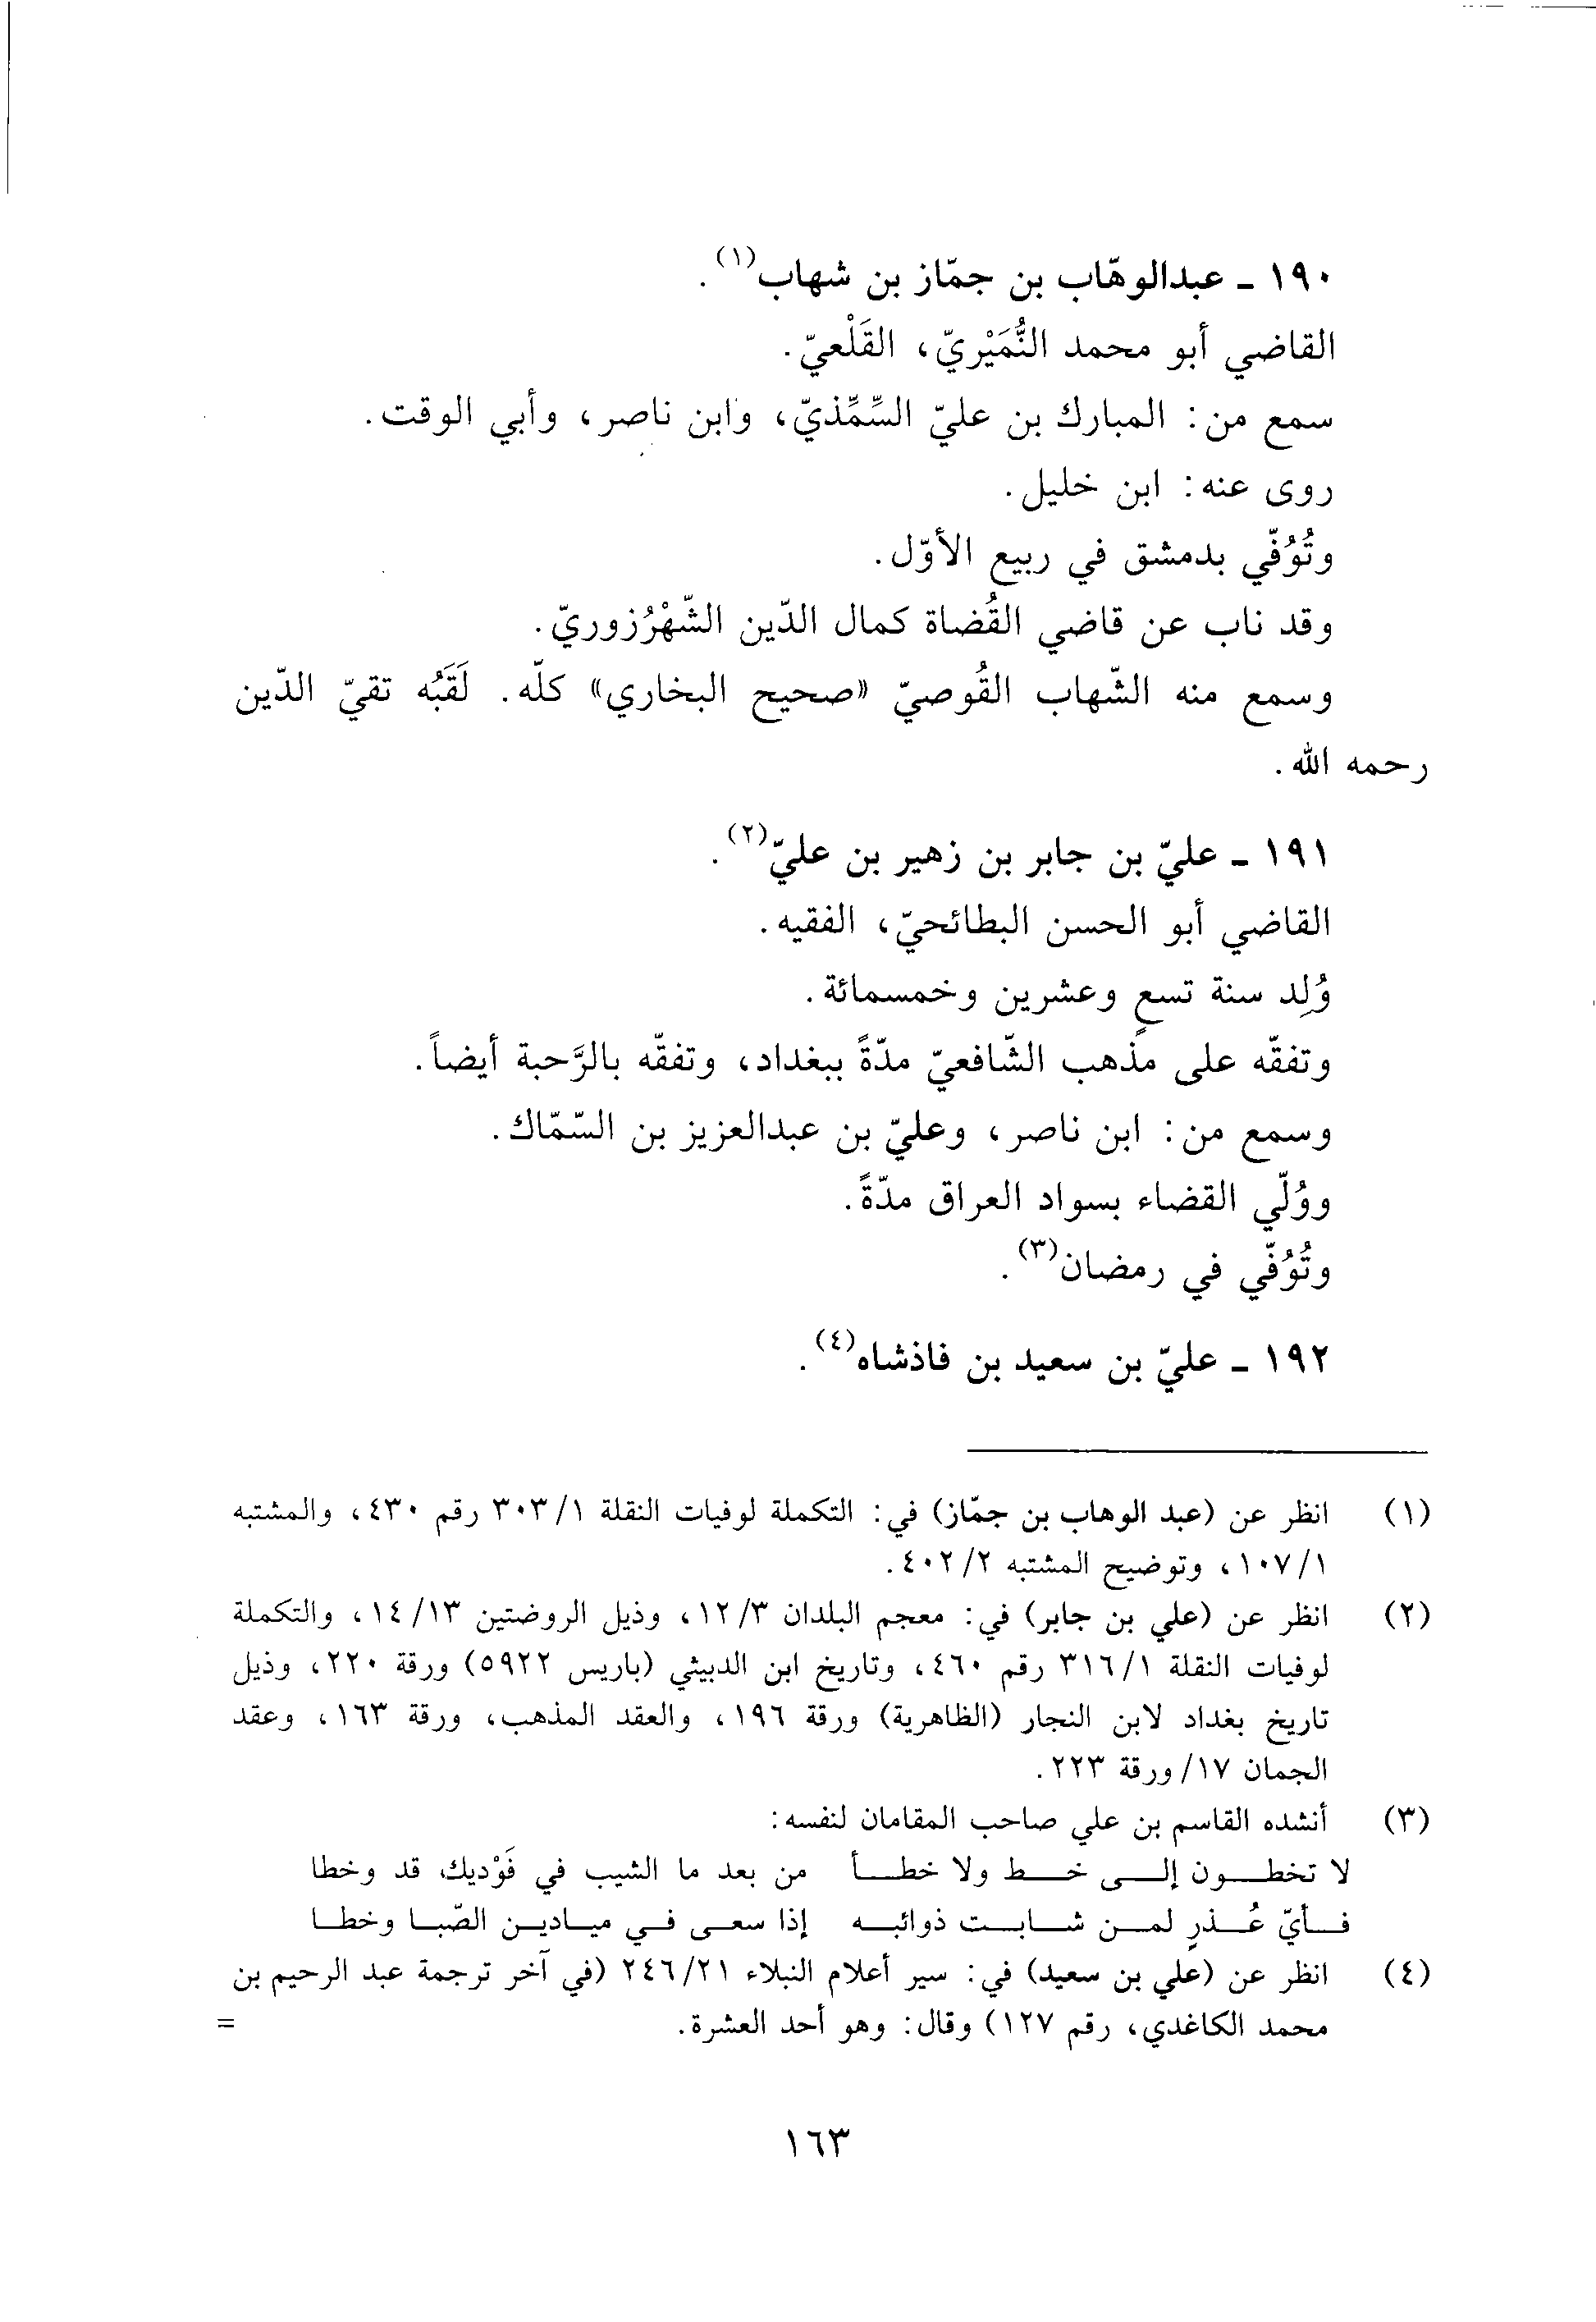 ١٩٠ ـ عبدالوهّاب بن جمّاز بن شهاب(١).
القاضي أبو محمد النُّمَيْريّ، القَلْعيّ.
سمع من: المبارك بن عليّ السِّمِّذيّ، وابن ناصر، وأبي الوقت.
روى عنه: ابن خليل.
وتُوُفّي بدمشق في ربيع الأوّل.
وقد ناب عن قاضي القُضاة كمال الدّين الشّهْرُزوريّ.
وسمع منه الشّهاب القُوصيّ «صحيح البخاري» كلّه. لَقَبُه تقيّ الدّين
رحمه الله.
١٩١ ـ عليّ بن جابر بن زهير بن عليّ(٢).
القاضي أبو الحسن البطائحيّ، الفقيه.
وُلِد سنة تسعٍ وعشرين وخمسمائة.
وتفقّه على مذهب الشّافعيّ مدّةً ببغداد، وتفقّه بالرَّحبة أيضاً.
وسمع من: ابن ناصر، وعليّ بن عبدالعزيز بن السّمّاك.
ووُلّي القضاء بسواد العراق مدّةً.
وتُوُفّي في رمضان(٣).
١٩٢ ـ عليّ بن سعيد بن فاذشاه(٤).
(١) انظر عن (عبد الوهاب بن جمّاز) في: التكملة لوفيات النقلة ٣٠٣/١ رقم ٤٣٠، والمشتبه
١٠٧/١، وتوضيح المشتبه ٤٠٢/٢.
(٢) انظر عن (علي بن جابر) في: معجم البلدان ١٢/٣، وذيل الروضتين ١٤/١٣، والتكملة
لوفيات النقلة ٣١٦/١ رقم ٤٦٠، وتاريخ ابن الدبيثي (باريس ٥٩٢٢) ورقة ٢٢٠، وذيل
تاريخ بغداد لابن النجار (الظاهرية) ورقة ١٩٦، والعقد المذهب، ورقة ١٦٣، وعقد
الجمان ١٧/ورقة ٢٢٣.
(٣) أنشده القاسم بن علي صاحب المقامان لنفسه:
لا تخطـون إلـى خـط ولا خطـأ من بعد ما الشيب في فَوْديك قد وخطا
فـأيّ عُـذرٍ لمـن شـابـت ذوائبـه إذا سعـى فـي ميـاديـن الصّبـا وخطـا
(٤) انظر عن (علي بن سعيد) في: سير أعلام النبلاء ٢٤٦/٢١ (في آخر ترجمة عبد الرحيم بن
محمد الكاغدي، رقم ١٢٧) وقال: وهو أحد العشرة. =
١٦٣